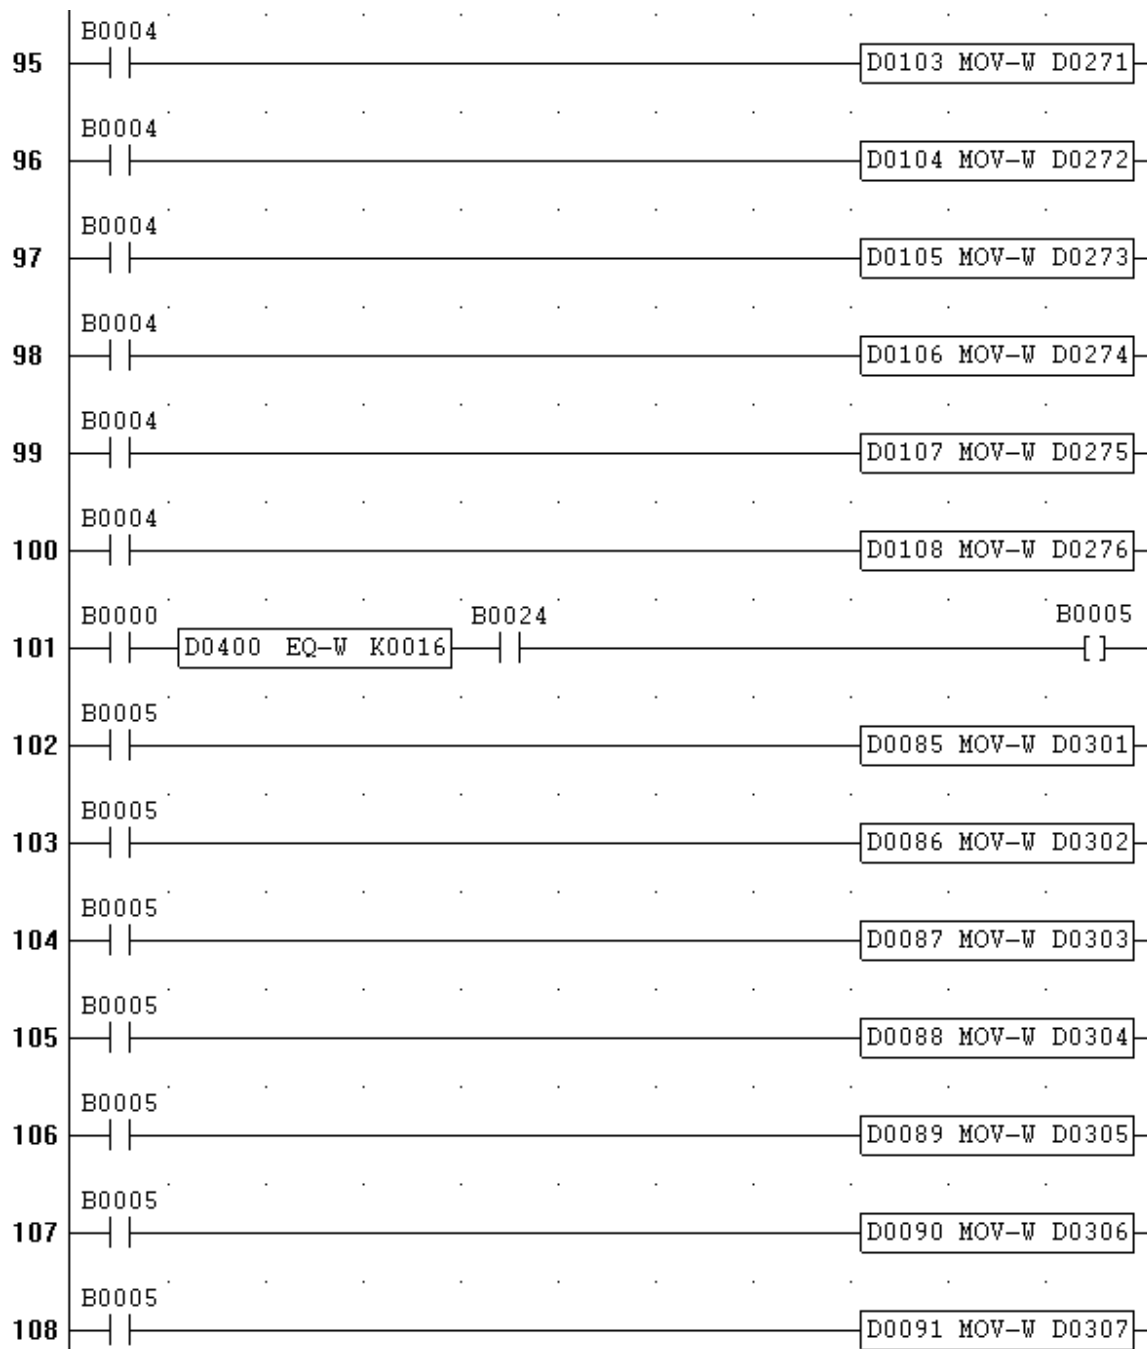 B0004
95 D0103 MOV-W D0271
B0004
96 D0104 MOV-W D0272
B0004
97 D0105 MOV-W D0273
B0004
98 D0106 MOV-W D0274
B0004
99 D0107 MOV-W D0275
B0004
100 D0108 MOV-W D0276
B0000 B0024 B0005
101 D0400 EQ-W K0016 [ ]
B0005
102 D0085 MOV-W D0301
B0005
103 D0086 MOV-W D0302
B0005
104 D0087 MOV-W D0303
B0005
105 D0088 MOV-W D0304
B0005
106 D0089 MOV-W D0305
B0005
107 D0090 MOV-W D0306
B0005
108 D0091 MOV-W D0307